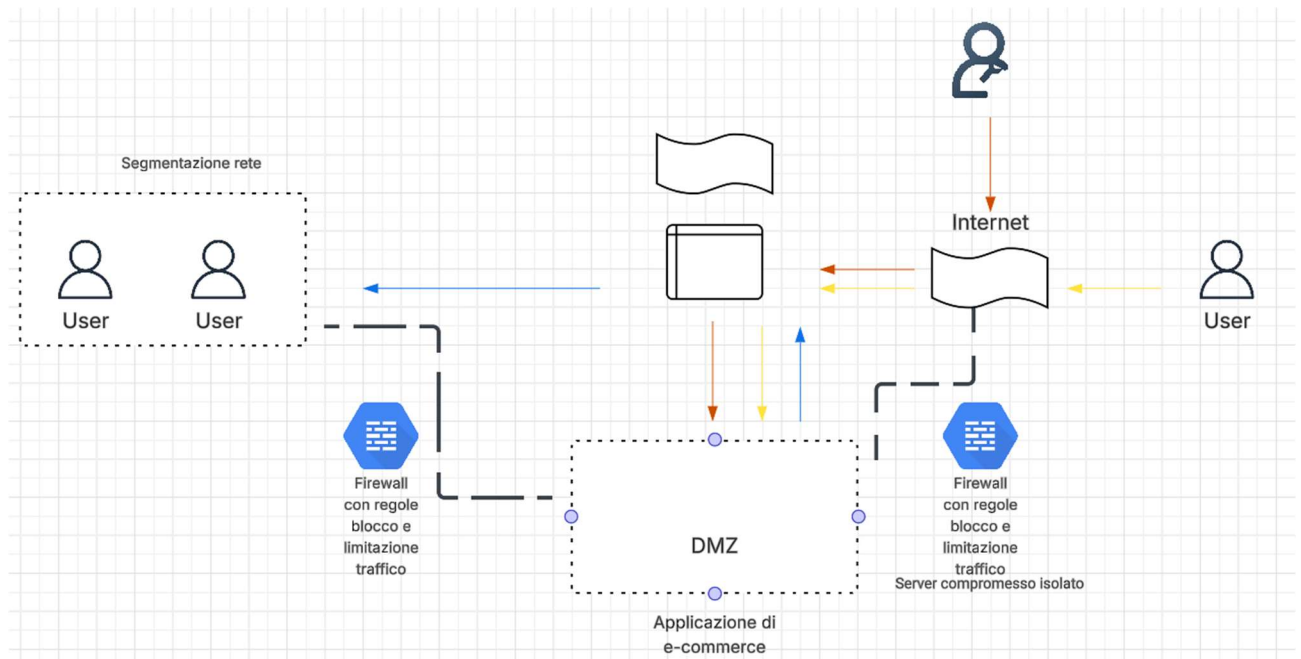 Segmentazione rete
Internet
User
User
User
Firewall
con regole
blocco e
limitazione
traffico
Firewall
con regole
blocco e
limitazione
traffico
Server compromesso isolato
DMZ
Applicazione di
e-commerce